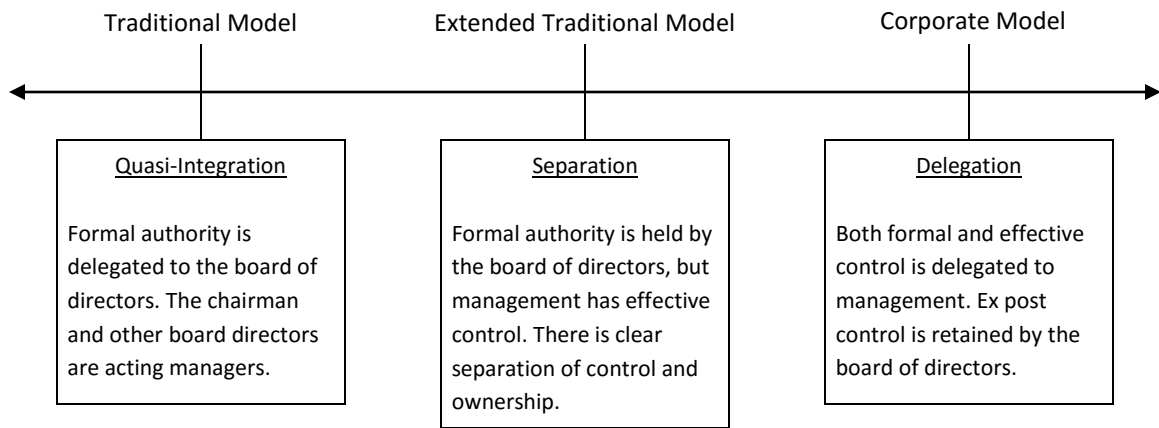 Traditional Model
Extended Traditional Model
Corporate Model
Quasi-Integration
Formal authority is
delegated to the board of
directors. The chairman
and other board directors
are acting managers.
Separation
Formal authority is held by
the board of directors, but
management has effective
control. There is clear
separation of control and
ownership.
Delegation
Both formal and effective
control is delegated to
management. Ex post
control is retained by the
board of directors.